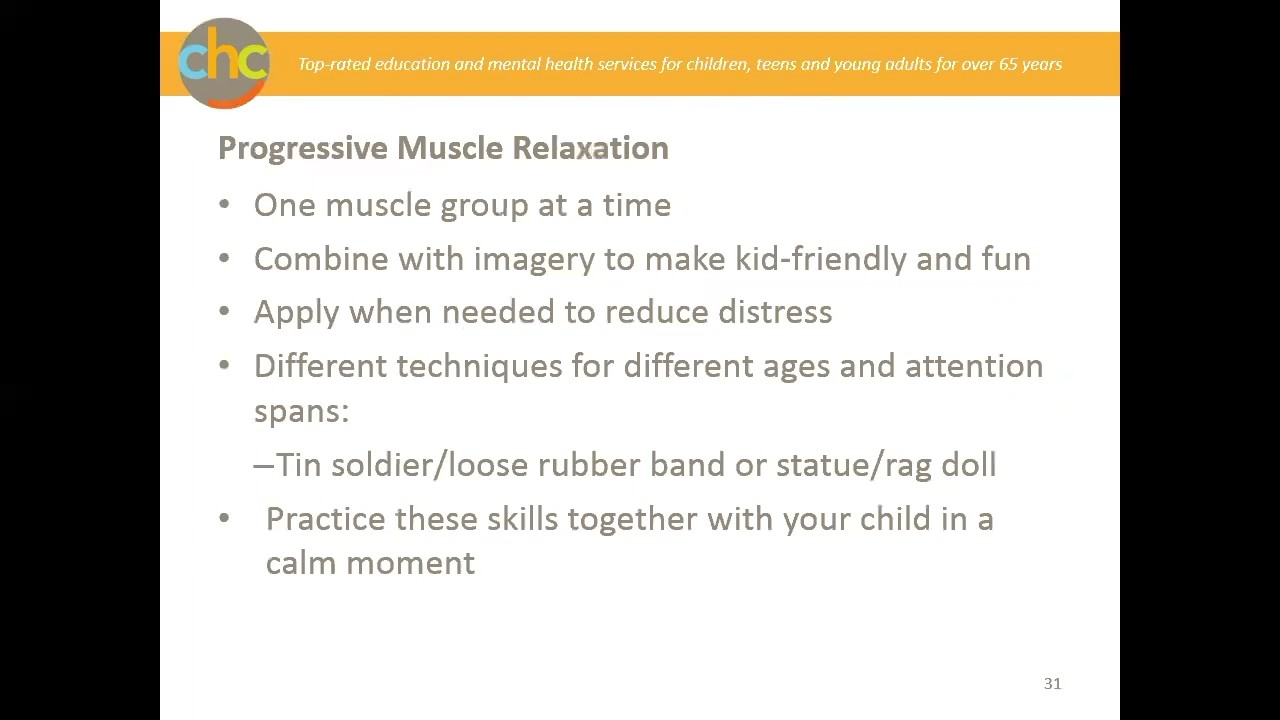 chc
Top-rated education and mental health services for children, teens and young adults for over 65 years
Progressive Muscle Relaxation
• One muscle group at a time
• Combine with imagery to make kid-friendly and fun
• Apply when needed to reduce distress
• Different techniques for different ages and attention
spans:
–Tin soldier/loose rubber band or statue/rag doll
• Practice these skills together with your child in a
calm moment
31